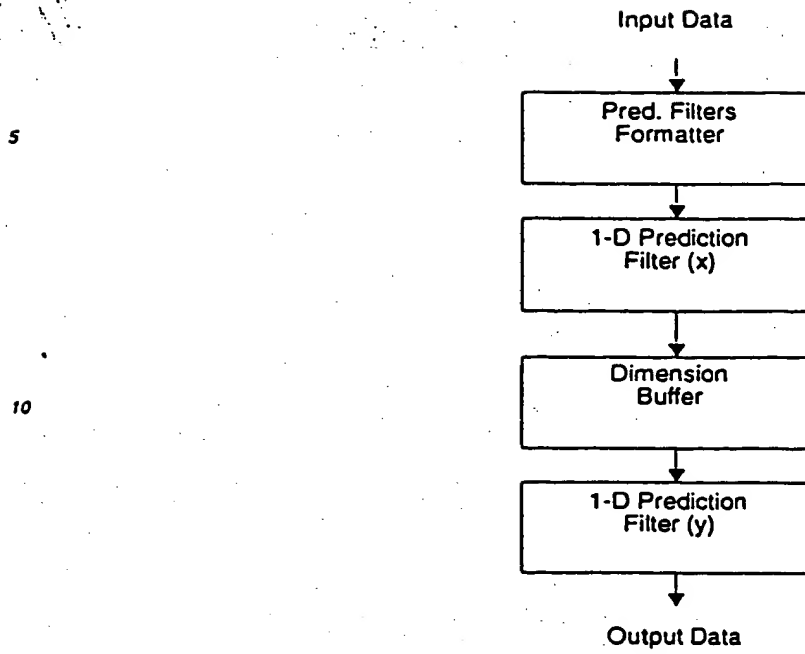 Input Data
Pred. Filters
Formatter
5
1-D Prediction
Filter (x)
Dimension
Buffer
10
1-D Prediction
Filter (y)
Output Data